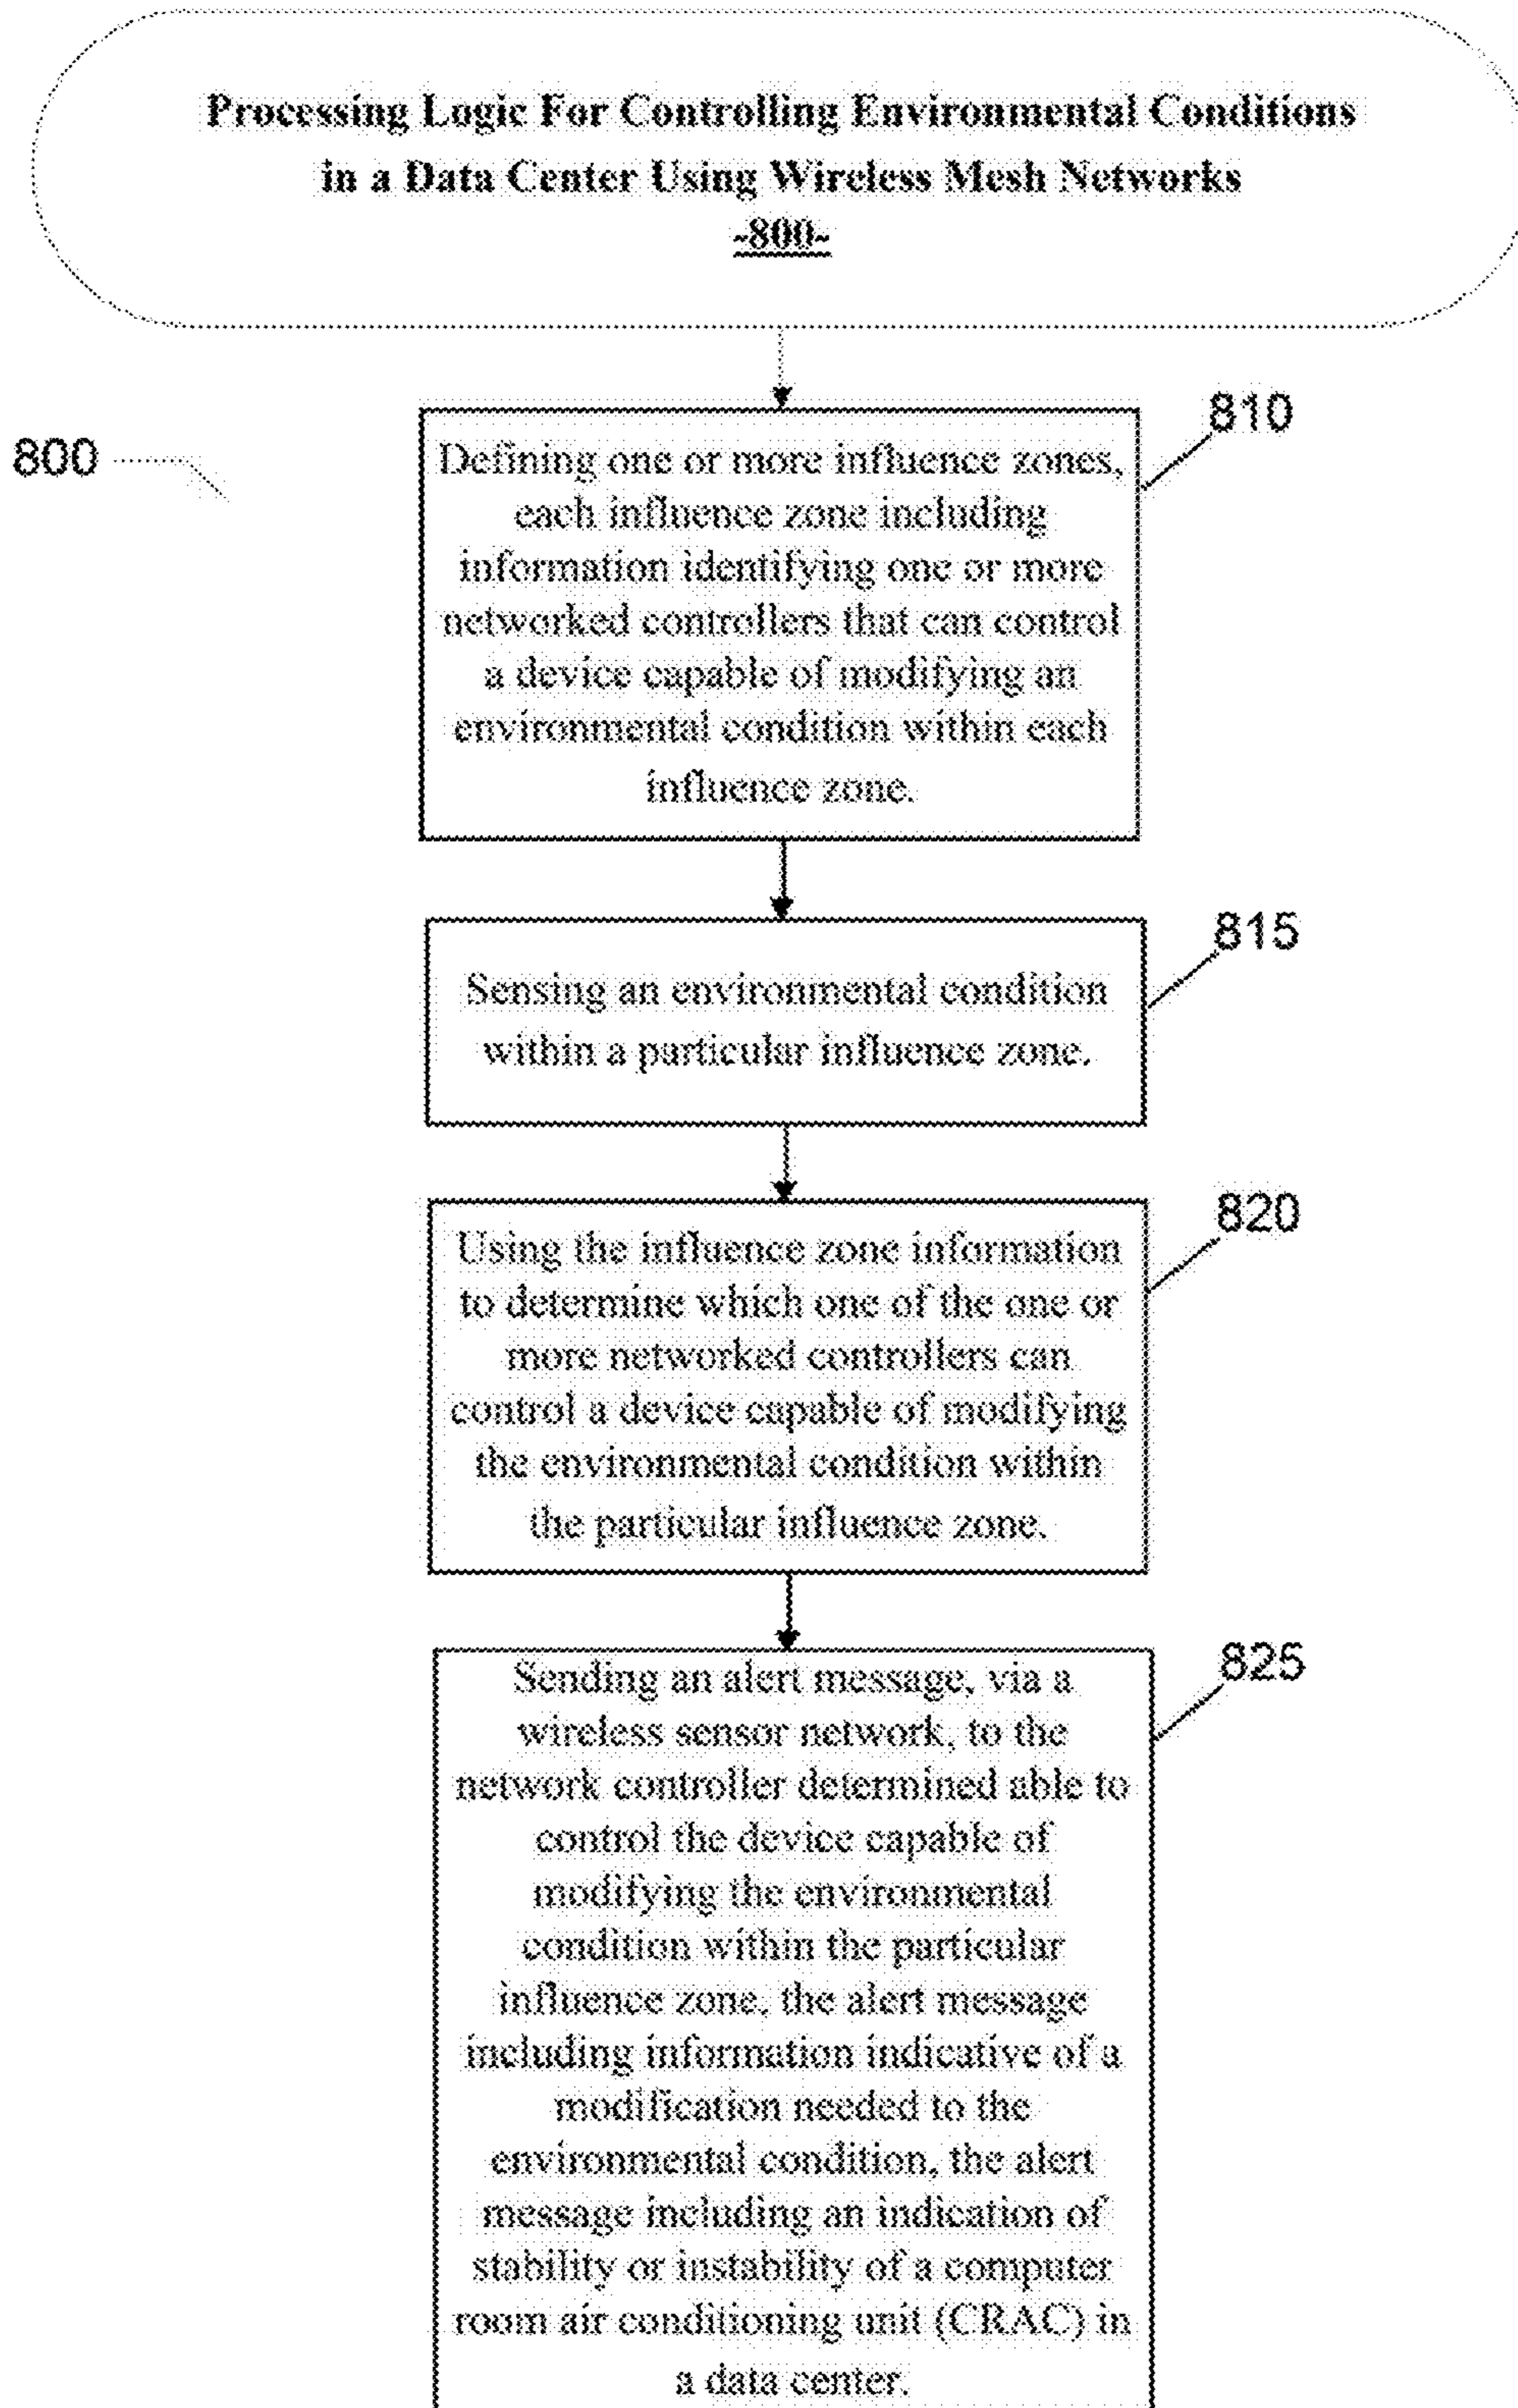 Processing Logic For Controlling Environmental Conditions
in a Data Center Using Wireless Mesh Networks
-800-
800
810
Defining one or more influence zones,
each influence zone including
information identifying one or more
networked controllers that can control
a device capable of modifying an
environmental condition within each
influence zone.
815
Sensing an environmental condition
within a particular influence zone.
820
Using the influence zone information
to determine which one of the one or
more networked controllers can
control a device capable of modifying
the environmental condition within
the particular influence zone.
825
Sending an alert message, via a
wireless sensor network, to the
network controller determined able to
control the device capable of
modifying the environmental
condition within the particular
influence zone, the alert message
including information indicative of a
modification needed to the
environmental condition, the alert
message including an indication of
stability or instability of a computer
room air conditioning unit (CRAC) in
a data center.